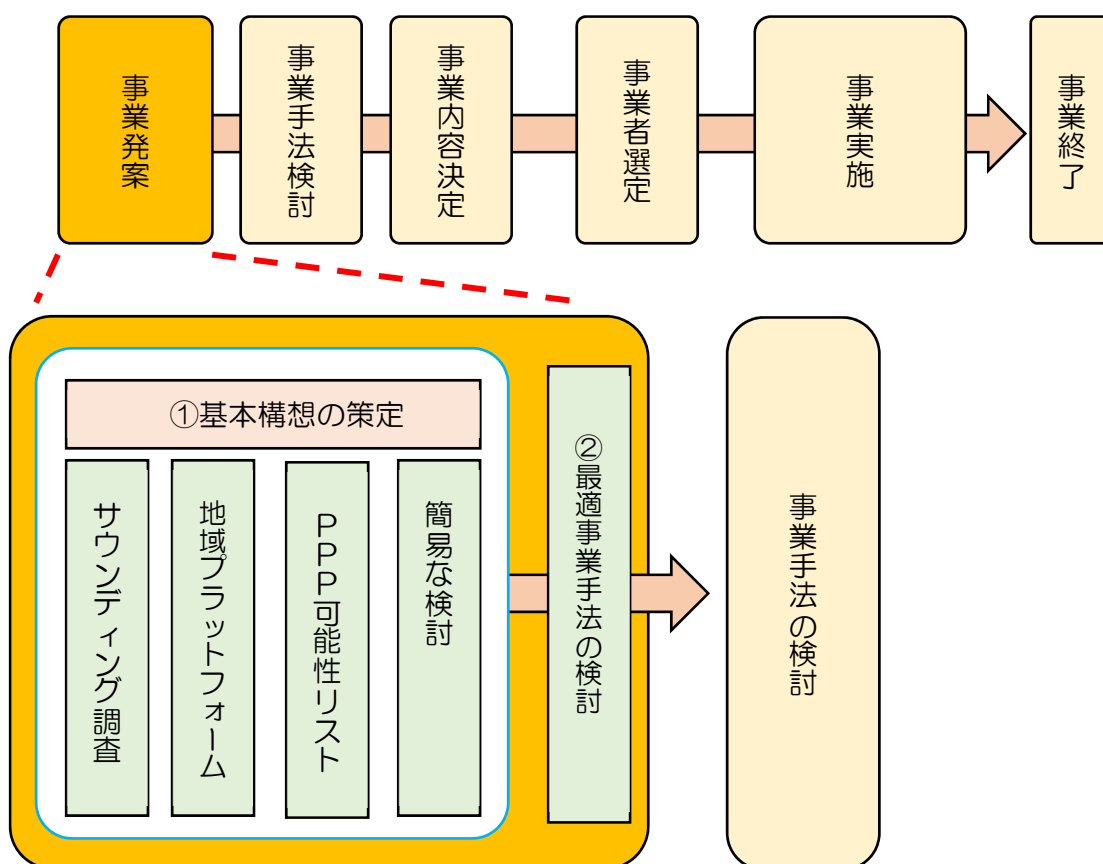 事業発案
事業手法検討
事業内容決定
事業者選定
事業実施
事業終了
①基本構想の策定
サウンディング調査
地域プラットフォーム
PPP可能性リスト
簡易な検討
②最適事業手法の検討
事業手法の検討